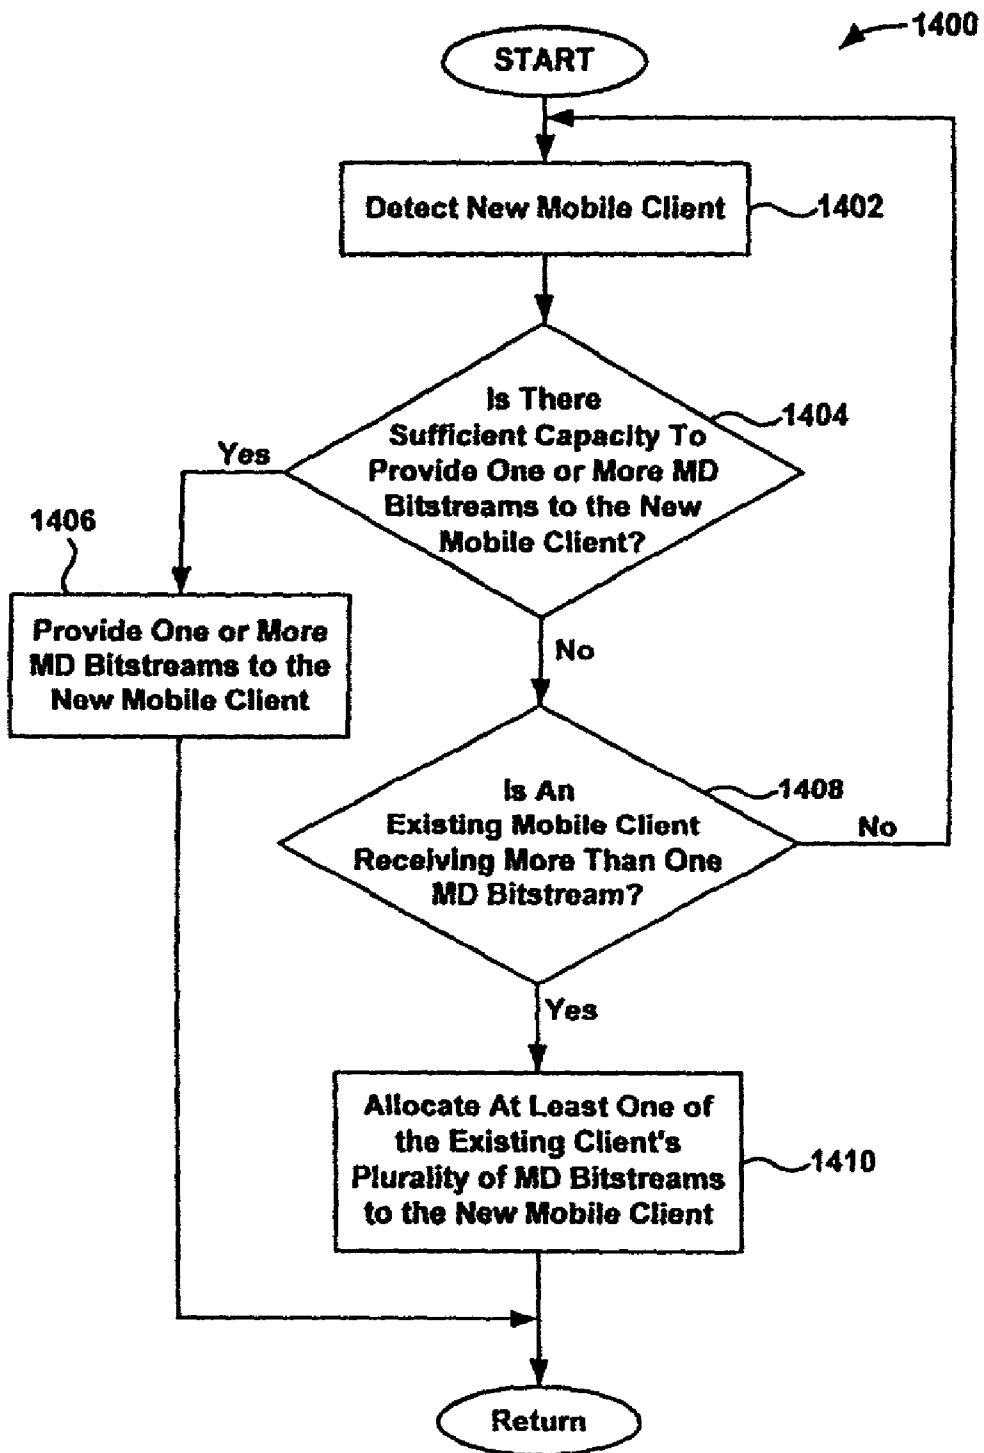 1400
START
Detect New Mobile Client
1402
Is There
Sufficient Capacity To
Provide One or More MD
Bitstreams to the New
Mobile Client?
1404
Yes
1406
Provide One or More
MD Bitstreams to the
New Mobile Client
No
Is An
Existing Mobile Client
Receiving More Than One
MD Bitstream?
1408
No
Yes
Allocate At Least One of
the Existing Client's
Plurality of MD Bitstreams
to the New Mobile Client
1410
Return